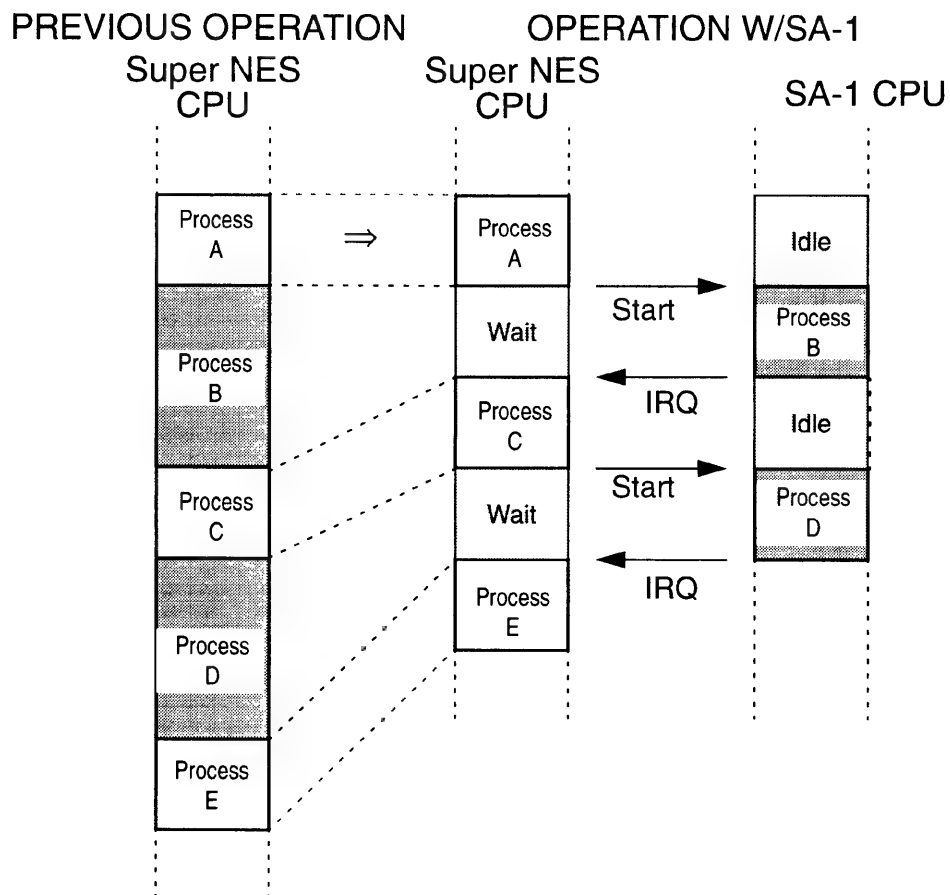 PREVIOUS OPERATION
OPERATION W/SA-1
Super NES
CPU
Super NES
CPU
SA-1 CPU
Process
A
Process
B
Process
C
Process
D
Process
E
⇒
Process
A
Wait
Process
C
Wait
Process
E
Start
IRQ
Start
IRQ
Idle
Process
B
Idle
Process
D